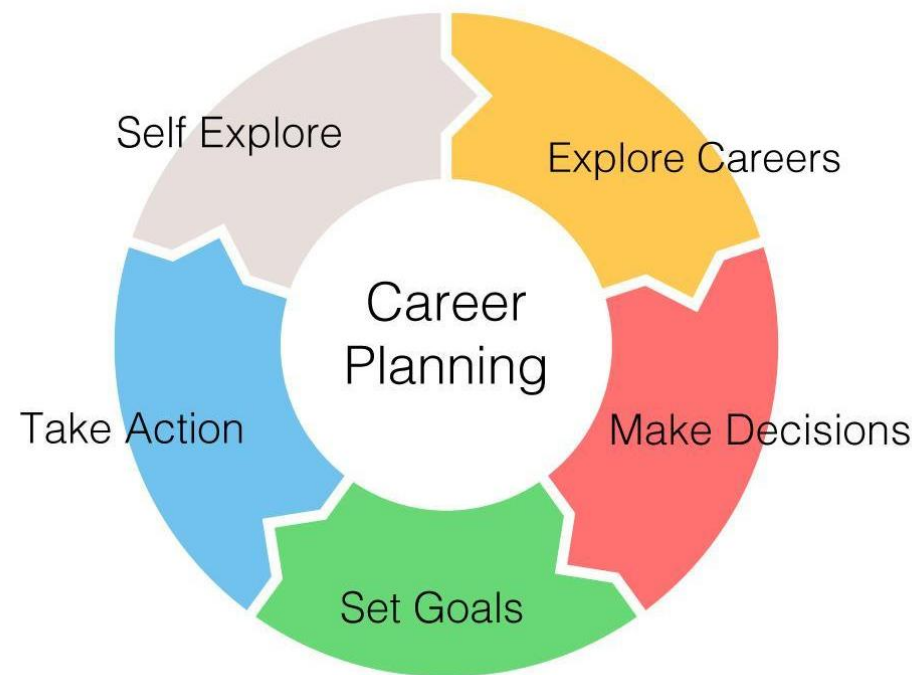 Self Explore
Explore Careers
Career
Planning
Take Action
Make Decisions
Set Goals